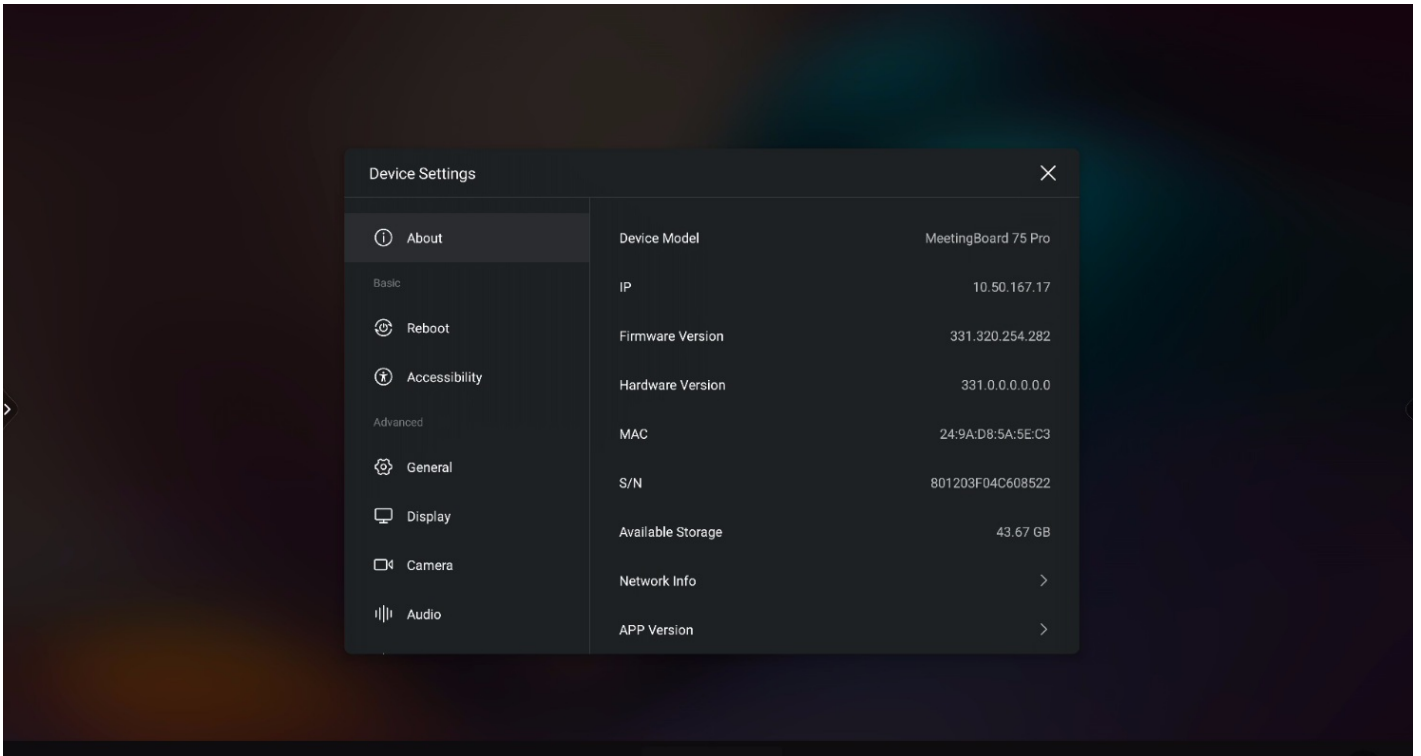 Device Settings
About
Basic
Reboot
Accessibility
Advanced
General
Display
Camera
Audio
Device Model MeetingBoard 75 Pro
IP 10.50.167.17
Firmware Version 331.320.254.282
Hardware Version 331.0.0.0.0.0.0
MAC 24:9A:D8:5A:5E:C3
S/N 801203F04C608522
Available Storage 43.67 GB
Network Info
APP Version